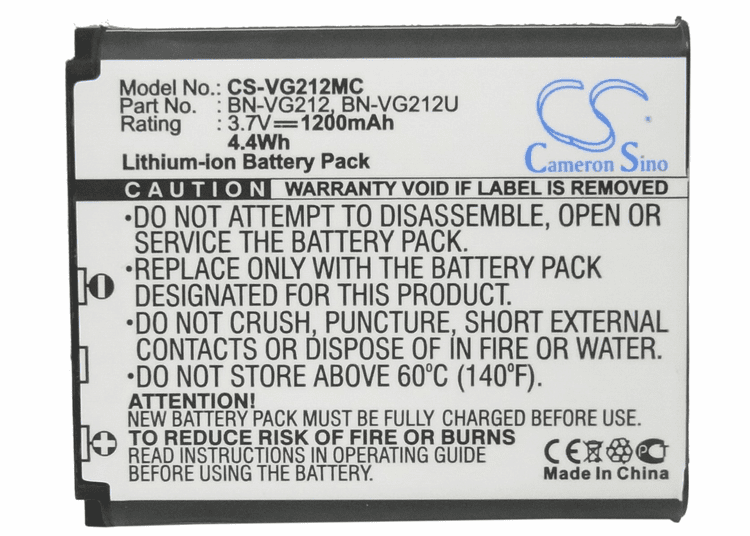 Model No.: CS-VG212MC
Part No. : BN-VG212, BN-VG212U
Rating : 3.7V 1200mAh
4.4Wh
Lithium-ion Battery Pack
CS
Cameron Sino
CAUTION WARRANTY VOID IF LABEL IS REMOVED
•DO NOT ATTEMPT TO DISASSEMBLE, OPEN OR
SERVICE THE BATTERY PACK.
•REPLACE ONLY WITH THE BATTERY PACK
DESIGNATED FOR THIS PRODUCT.
•DO NOT CRUSH, PUNCTURE, SHORT EXTERNAL
CONTACTS OR DISPOSE OF IN FIRE OR WATER.
•DO NOT STORE ABOVE 60°C (140°F).
ATTENTION:
NEW BATTERY PACK MUST BE FULLY CHARGED BEFORE USE
TO REDUCE RISK OF FIRE OR BURNS
READ INSTRUCTIONS IN OPERATING GUIDE
BEFORE USING THE BATTERY.
CE
MADE IN CHINA